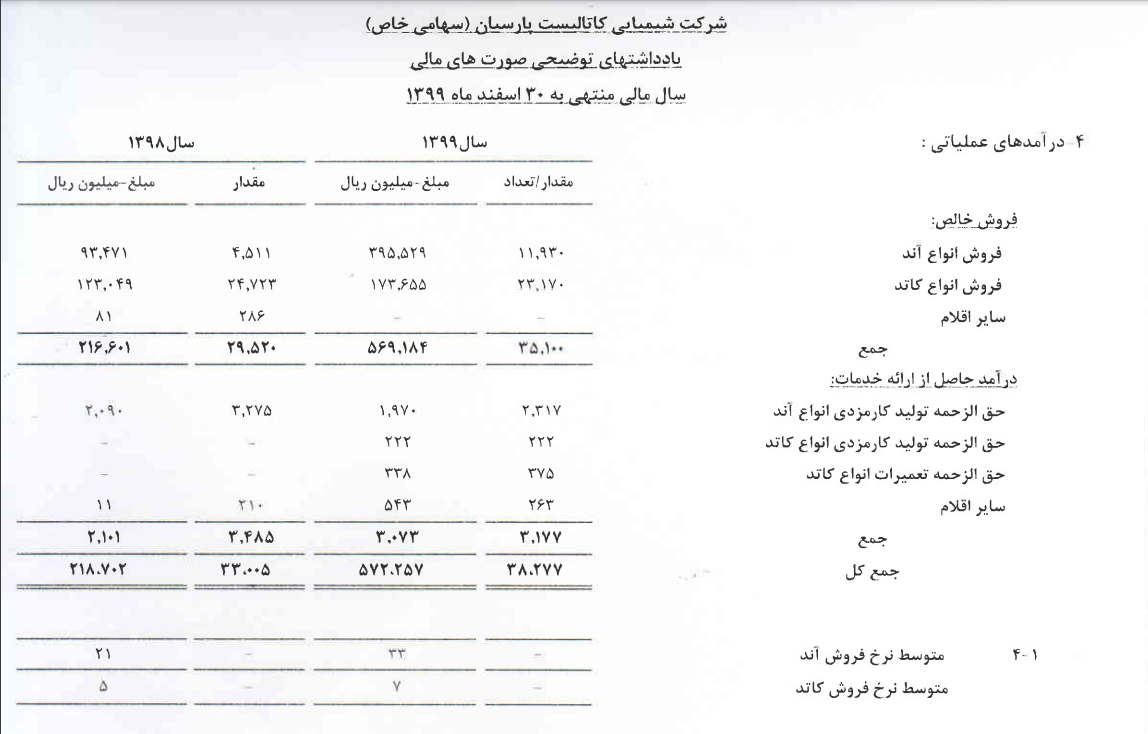 شرکت شیمیایی کاتالیست پارسیان (سهامی خاص)
یادداشتهای توضیحی صورت های مالی
سال مالی منتهی به ۳۰ اسفند ماه ۱۳۹۹
۴- درآمدهای عملیاتی : سال ۱۳۹۹ سال ۱۳۹۸
مقدار/تعداد مبلغ - میلیون ریال مقدار مبلغ-میلیون ریال
فروش خالص:
فروش انواع آند ۱۱,۹۳۰ ۳۹۵,۵۲۹ ۴,۵۱۱ ۹۳,۴۷۱
فروش انواع کاتد ۲۳,۱۷۰ ۱۷۳,۶۵۵ ۲۴,۷۲۳ ۱۲۳,۰۴۹
سایر اقلام - - ۲۸۶ ۸۱
جمع ۳۵,۱۰۰ ۵۶۹,۱۸۴ ۲۹,۵۲۰ ۲۱۶,۶۰۱
درآمد حاصل از ارائه خدمات:
حق الزحمه تولید کارمزدی انواع آند ۲,۳۱۷ ۱,۹۷۰ ۳,۲۷۵ ۲,۰۹۰
حق الزحمه تولید کارمزدی انواع کاتد ۲۲۲ ۲۲۲ - -
حق الزحمه تعمیرات انواع کاتد ۳۷۵ ۳۳۸ - -
سایر اقلام ۲۶۳ ۵۴۳ ۲۱۰ ۱۱
جمع ۳,۱۷۷ ۳,۰۷۳ ۳,۴۸۵ ۲,۱۰۱
جمع کل ۳۸,۲۷۷ ۵۷۲,۲۵۷ ۳۳,۰۰۵ ۲۱۸,۷۰۲
۴-۱ متوسط نرخ فروش آند - ۳۳ - ۲۱
متوسط نرخ فروش کاتد - ۷ - ۵